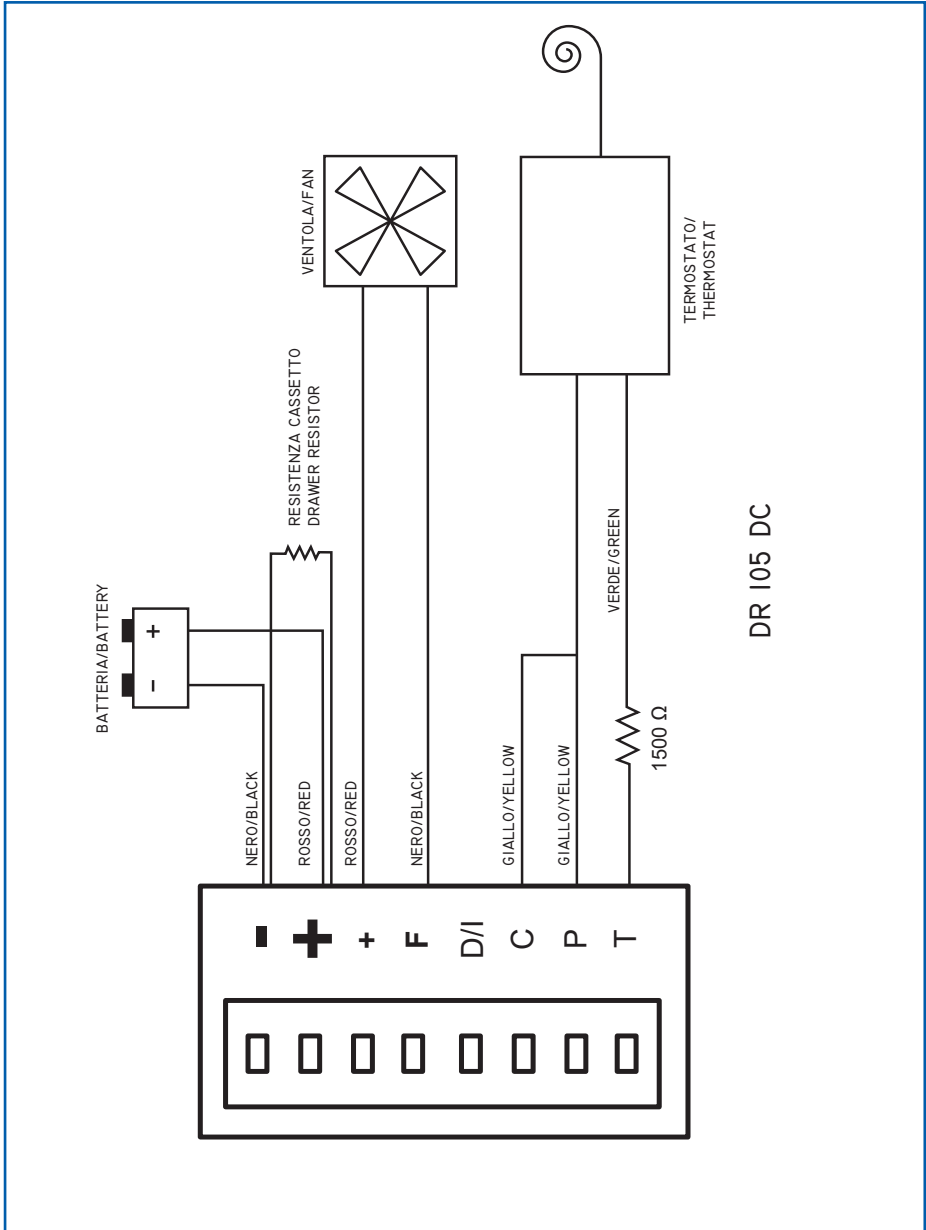 BATTERIA/BATTERY
-
+
RESISTENZA CASSETTO
DRAWER RESISTOR
VENTOLA/FAN
TERMOSTATO/
THERMOSTAT
NERO/BLACK
ROSSO/RED
ROSSO/RED
NERO/BLACK
GIALLO/YELLOW
GIALLO/YELLOW
VERDE/GREEN
1500 Ω
-
+
+
F
D/I
C
P
T
DR 105 DC